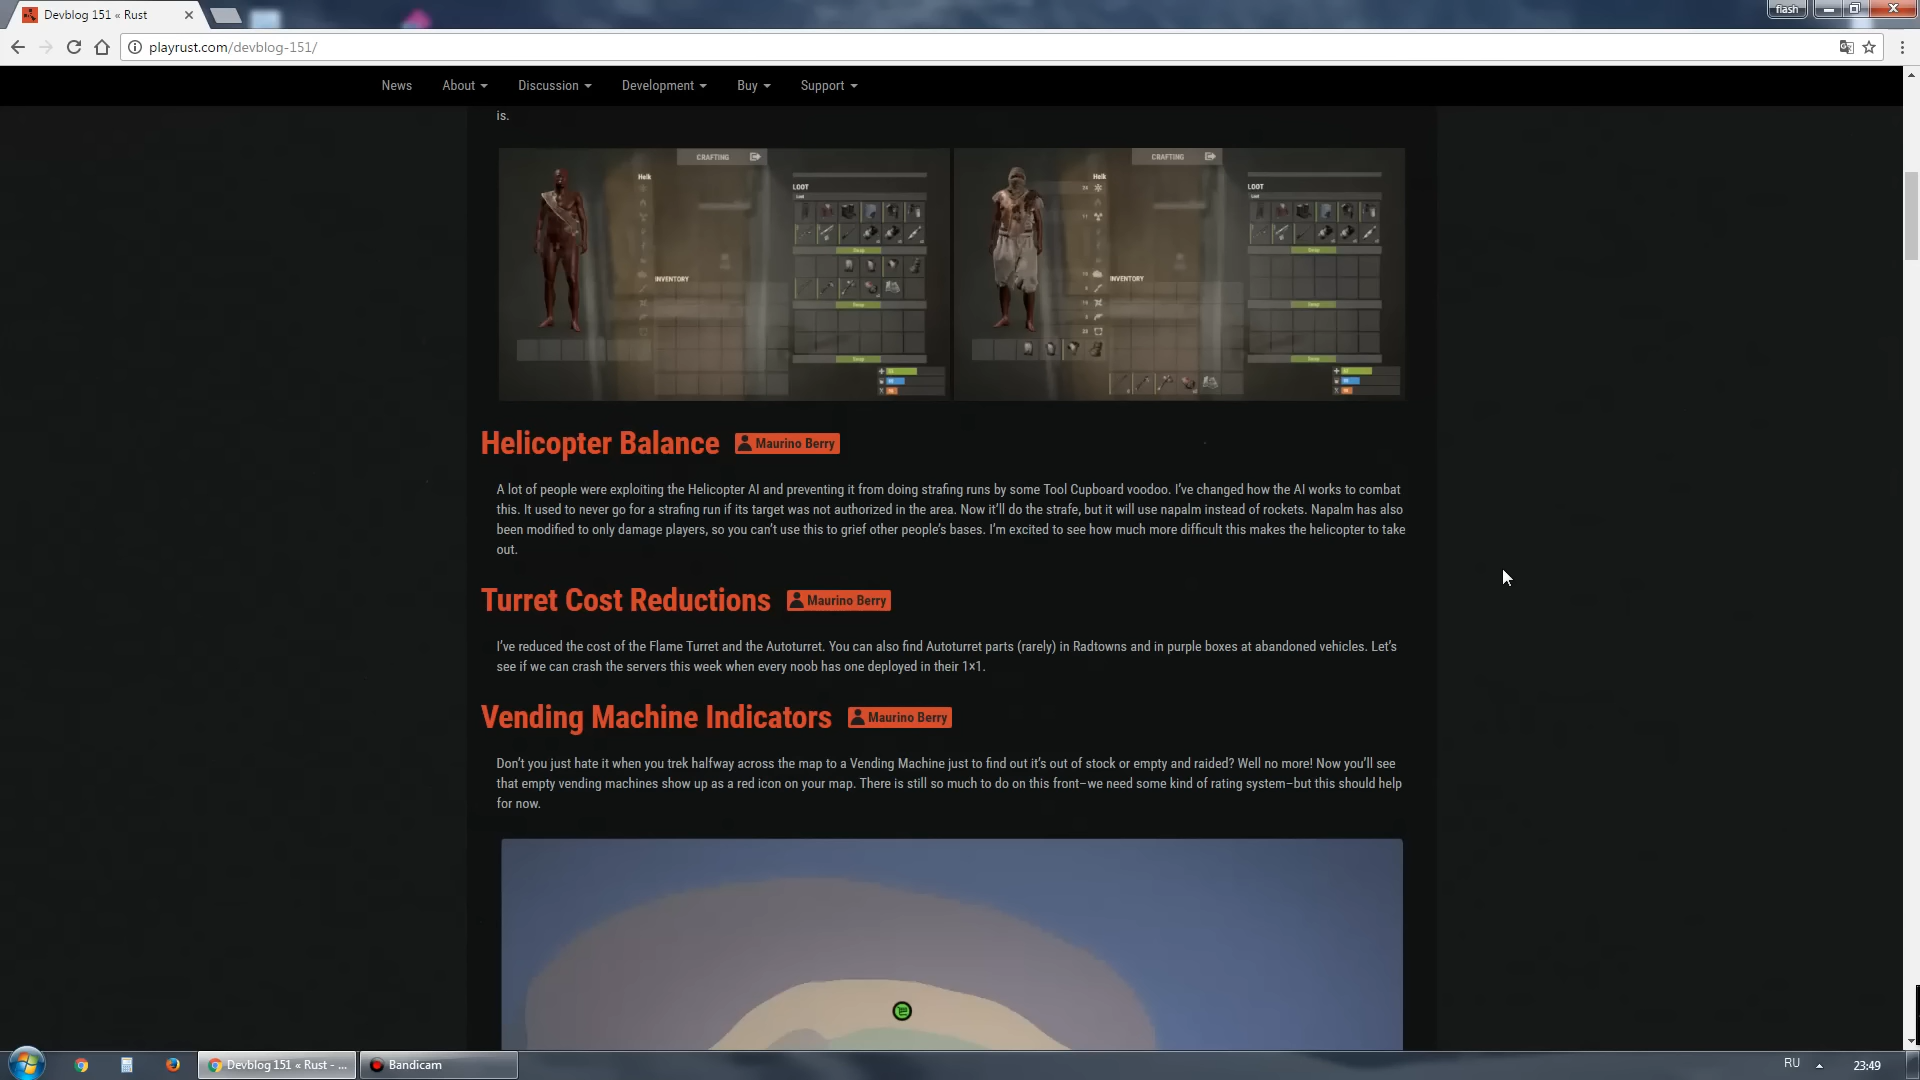 Devblog 151 « Rust
flash
playrust.com/devblog-151/
News About Discussion Development Buy Support
is.
CRAFTING
Helk
LOOT
Loot
INVENTORY
CRAFTING
Helk
LOOT
Loot
INVENTORY
Helicopter Balance Maurino Berry
A lot of people were exploiting the Helicopter AI and preventing it from doing strafing runs by some Tool Cupboard voodoo. I've changed how the AI works to combat
this. It used to never go for a strafing run if its target was not authorized in the area. Now it'll do the strafe, but it will use napalm instead of rockets. Napalm has also
been modified to only damage players, so you can't use this to grief other people's bases. I'm excited to see how much more difficult this makes the helicopter to take
out.
Turret Cost Reductions Maurino Berry
I've reduced the cost of the Flame Turret and the Autoturret. You can also find Autoturret parts (rarely) in Radtowns and in purple boxes at abandoned vehicles. Let's
see if we can crash the servers this week when every noob has one deployed in their 1×1.
Vending Machine Indicators Maurino Berry
Don't you just hate it when you trek halfway across the map to a Vending Machine just to find out it's out of stock or empty and raided? Well no more! Now you'll see
that empty vending machines show up as a red icon on your map. There is still so much to do on this front–we need some kind of rating system–but this should help
for now.
Devblog 151 « Rust - ...
Bandicam
RU
23:49